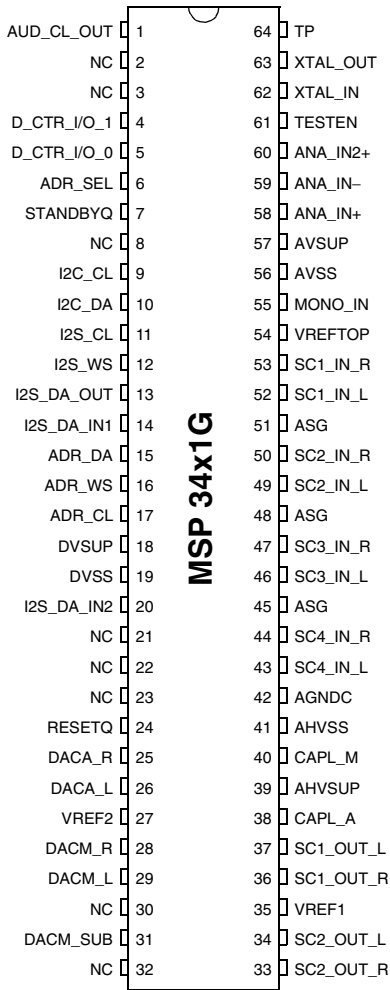 AUD_CL_OUT 1 64 TP
NC 2 63 XTAL_OUT
NC 3 62 XTAL_IN
D_CTR_I/O_1 4 61 TESTEN
D_CTR_I/O_0 5 60 ANA_IN2+
ADR_SEL 6 59 ANA_IN−
STANDBYQ 7 58 ANA_IN+
NC 8 57 AVSUP
I2C_CL 9 56 AVSS
I2C_DA 10 55 MONO_IN
I2S_CL 11 54 VREFTOP
I2S_WS 12 53 SC1_IN_R
I2S_DA_OUT 13 52 SC1_IN_L
I2S_DA_IN1 14 51 ASG
ADR_DA 15 50 SC2_IN_R
ADR_WS 16 49 SC2_IN_L
ADR_CL 17 48 ASG
DVSUP 18 47 SC3_IN_R
DVSS 19 46 SC3_IN_L
I2S_DA_IN2 20 45 ASG
NC 21 44 SC4_IN_R
NC 22 43 SC4_IN_L
NC 23 42 AGNDC
RESETQ 24 41 AHVSS
DACA_R 25 40 CAPL_M
DACA_L 26 39 AHVSUP
VREF2 27 38 CAPL_A
DACM_R 28 37 SC1_OUT_L
DACM_L 29 36 SC1_OUT_R
NC 30 35 VREF1
DACM_SUB 31 34 SC2_OUT_L
NC 32 33 SC2_OUT_R
MSP 34x1G